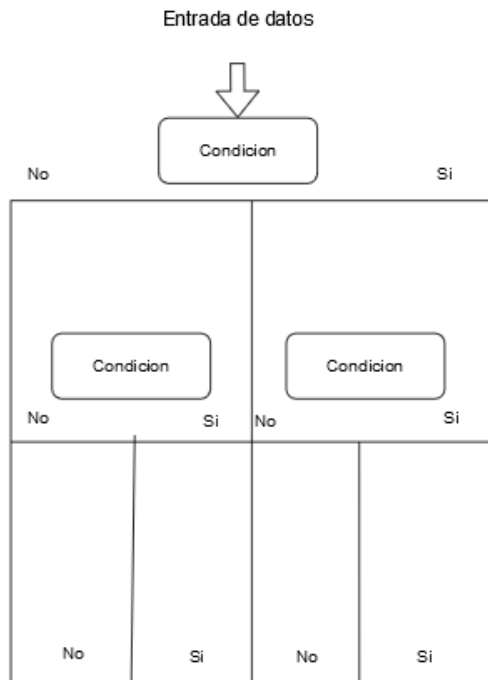 Entrada de datos
Condicion
No Si
Condicion Condicion
No Si No Si
No Si No Si